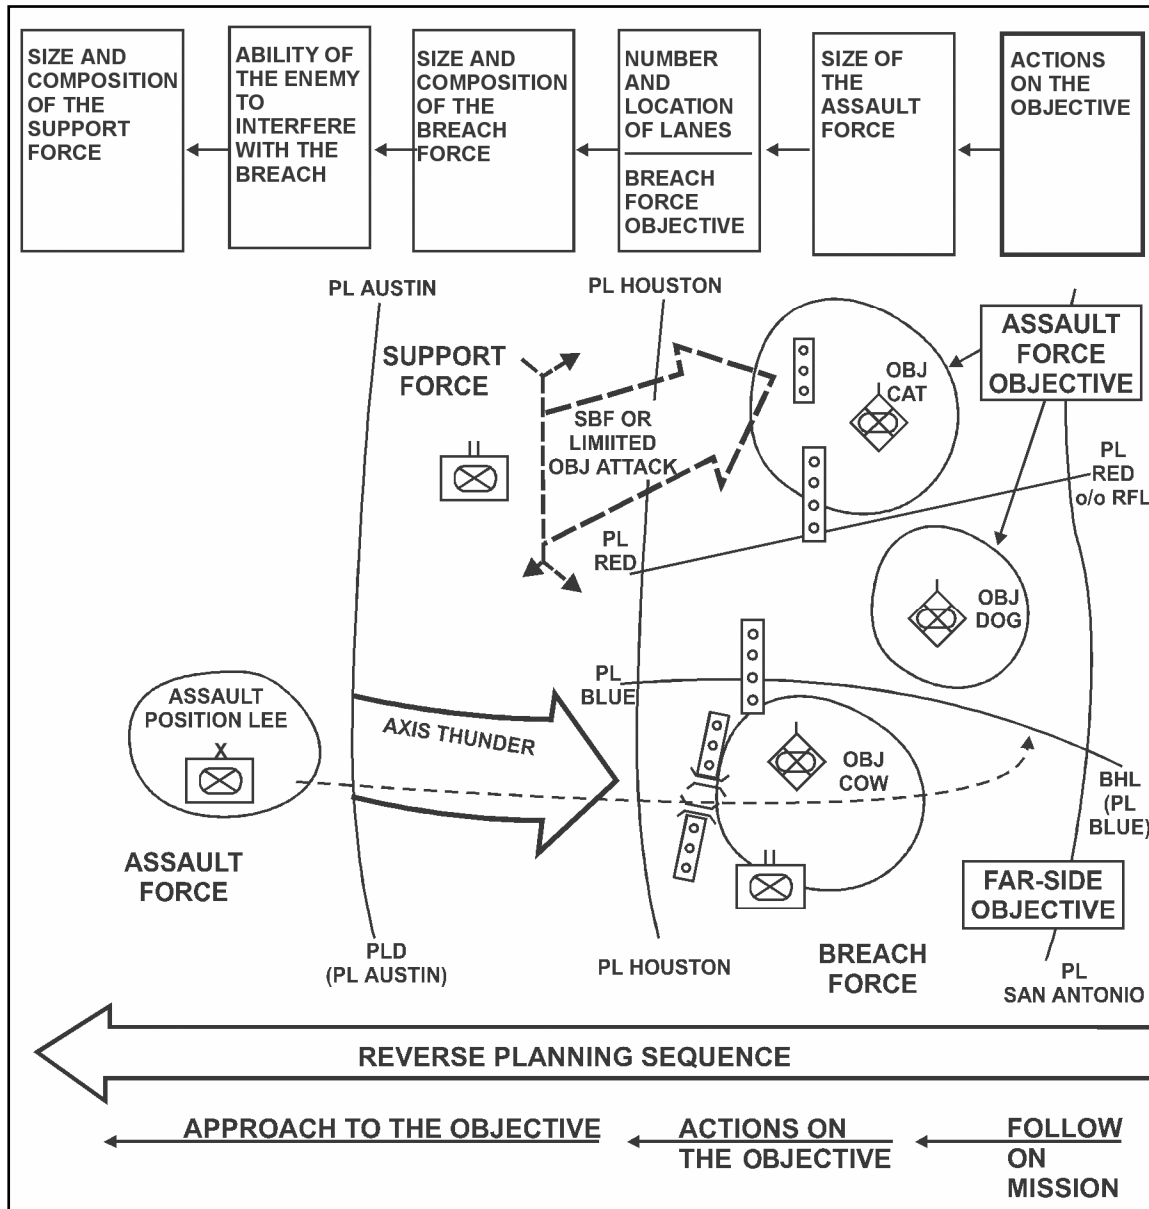 SIZE AND
COMPOSITION
OF THE
SUPPORT
FORCE
ABILITY OF
THE ENEMY
TO
INTERFERE
WITH THE
BREACH
SIZE AND
COMPOSITION
OF THE
BREACH
FORCE
NUMBER
AND
LOCATION
OF LANES
BREACH
FORCE
OBJECTIVE
SIZE OF
THE
ASSAULT
FORCE
ACTIONS
ON THE
OBJECTIVE
PL AUSTIN
PL HOUSTON
SUPPORT
FORCE
SBF OR
LIMIITED
OBJ ATTACK
OBJ
CAT
ASSAULT
FORCE
OBJECTIVE
PL
RED
o/o RFL
PL
RED
OBJ
DOG
PL
BLUE
ASSAULT
POSITION LEE
X
AXIS THUNDER
OBJ
COW
BHL
(PL
BLUE)
ASSAULT
FORCE
FAR-SIDE
OBJECTIVE
PLD
(PL AUSTIN)
PL HOUSTON
BREACH
FORCE
PL
SAN ANTONIO
REVERSE PLANNING SEQUENCE
APPROACH TO THE OBJECTIVE
ACTIONS ON
THE OBJECTIVE
FOLLOW
ON
MISSION